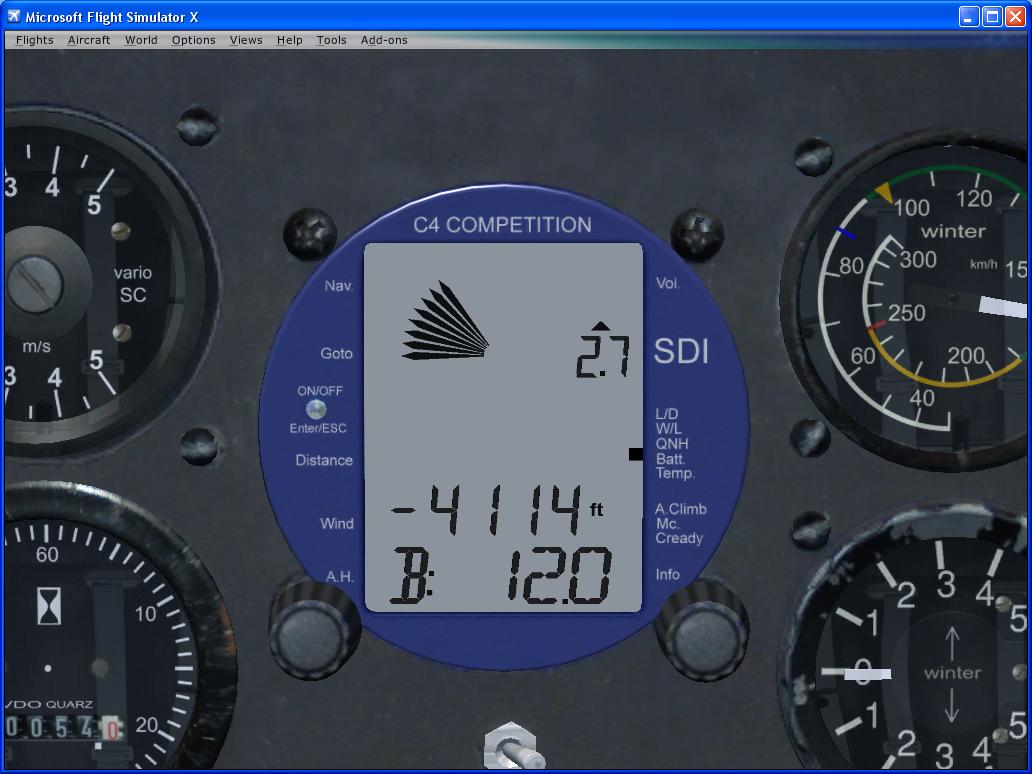 Microsoft Flight Simulator X
Flights Aircraft World Options Views Help Tools Add-ons
3 4 5
vario
SC
m/s
3 4 5
C4 COMPETITION
Nav.
Goto
ON/OFF
Enter/ESC
Distance
Wind
A.H.
Vol.
SDI
L/D
W/L
QNH
Batt.
Temp.
A.Climb
Mc.
Cready
Info
2.7
-4114 ft
B: 12.0
100 120
winter
km/h
15
80
300
250
60
200
40
60
10
VDO QUARZ
00540
20
1 2 3 4 5
0
winter
1 2 3 4 5